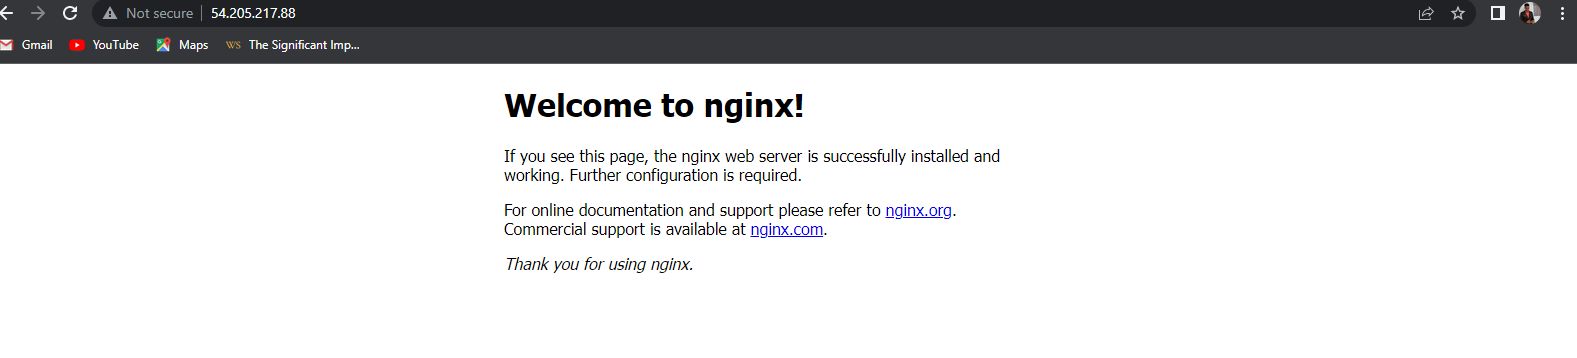 Not secure 54.205.217.88
Gmail YouTube Maps WS The Significant Imp...
Welcome to nginx!
If you see this page, the nginx web server is successfully installed and
working. Further configuration is required.
For online documentation and support please refer to nginx.org.
Commercial support is available at nginx.com.
Thank you for using nginx.